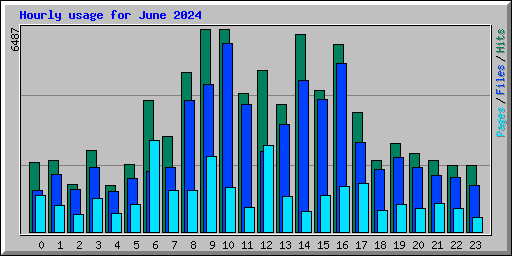 Hourly usage for June 2024
6487
Pages/Files/Hits
0 1 2 3 4 5 6 7 8 9 10 11 12 13 14 15 16 17 18 19 20 21 22 23